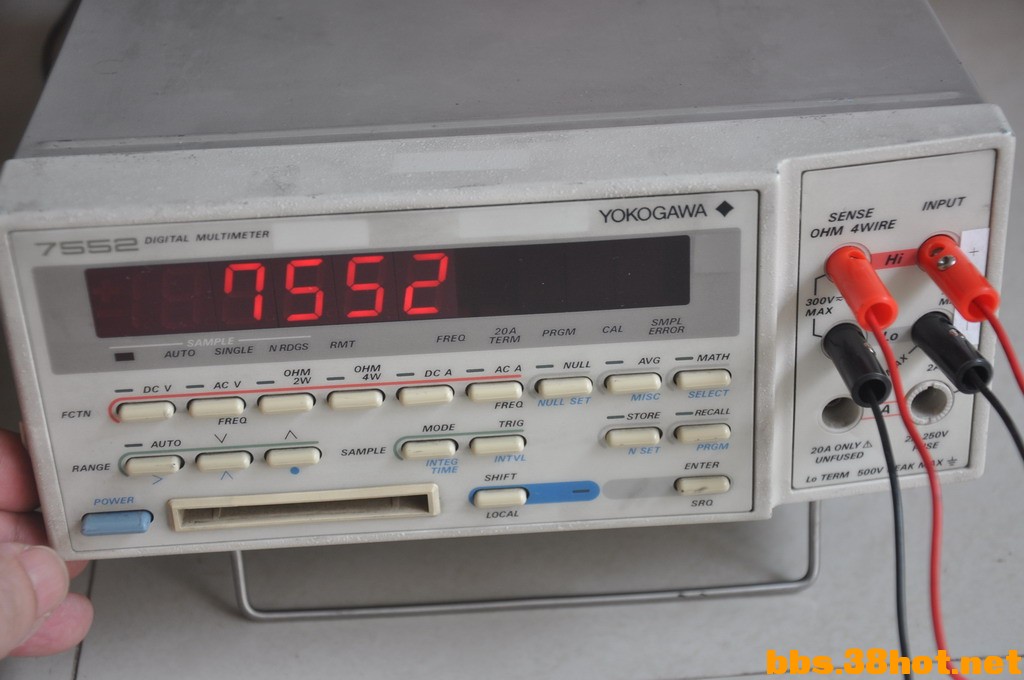 YOKOGAWA
7552 DIGITAL MULTIMETER
7552
SAMPLE
AUTO SINGLE N RDGS RMT FREQ 20A TERM PRGM CAL SMPL ERROR
DC V AC V OHM 2W OHM 4W DC A AC A NULL AVG MATH
FCTN
FREQ FREQ NULL SET MISC SELECT
AUTO MODE TRIG STORE RECALL
RANGE SAMPLE
INTEG TIME INTVL N SET PRGM
SHIFT ENTER
POWER
LOCAL SRQ
SENSE INPUT
OHM 4WIRE
Hi
300V MAX
Lo
A
20A ONLY
UNFUSED
250V
Lo TERM 500V PEAK MAX
bbs.38hot.net